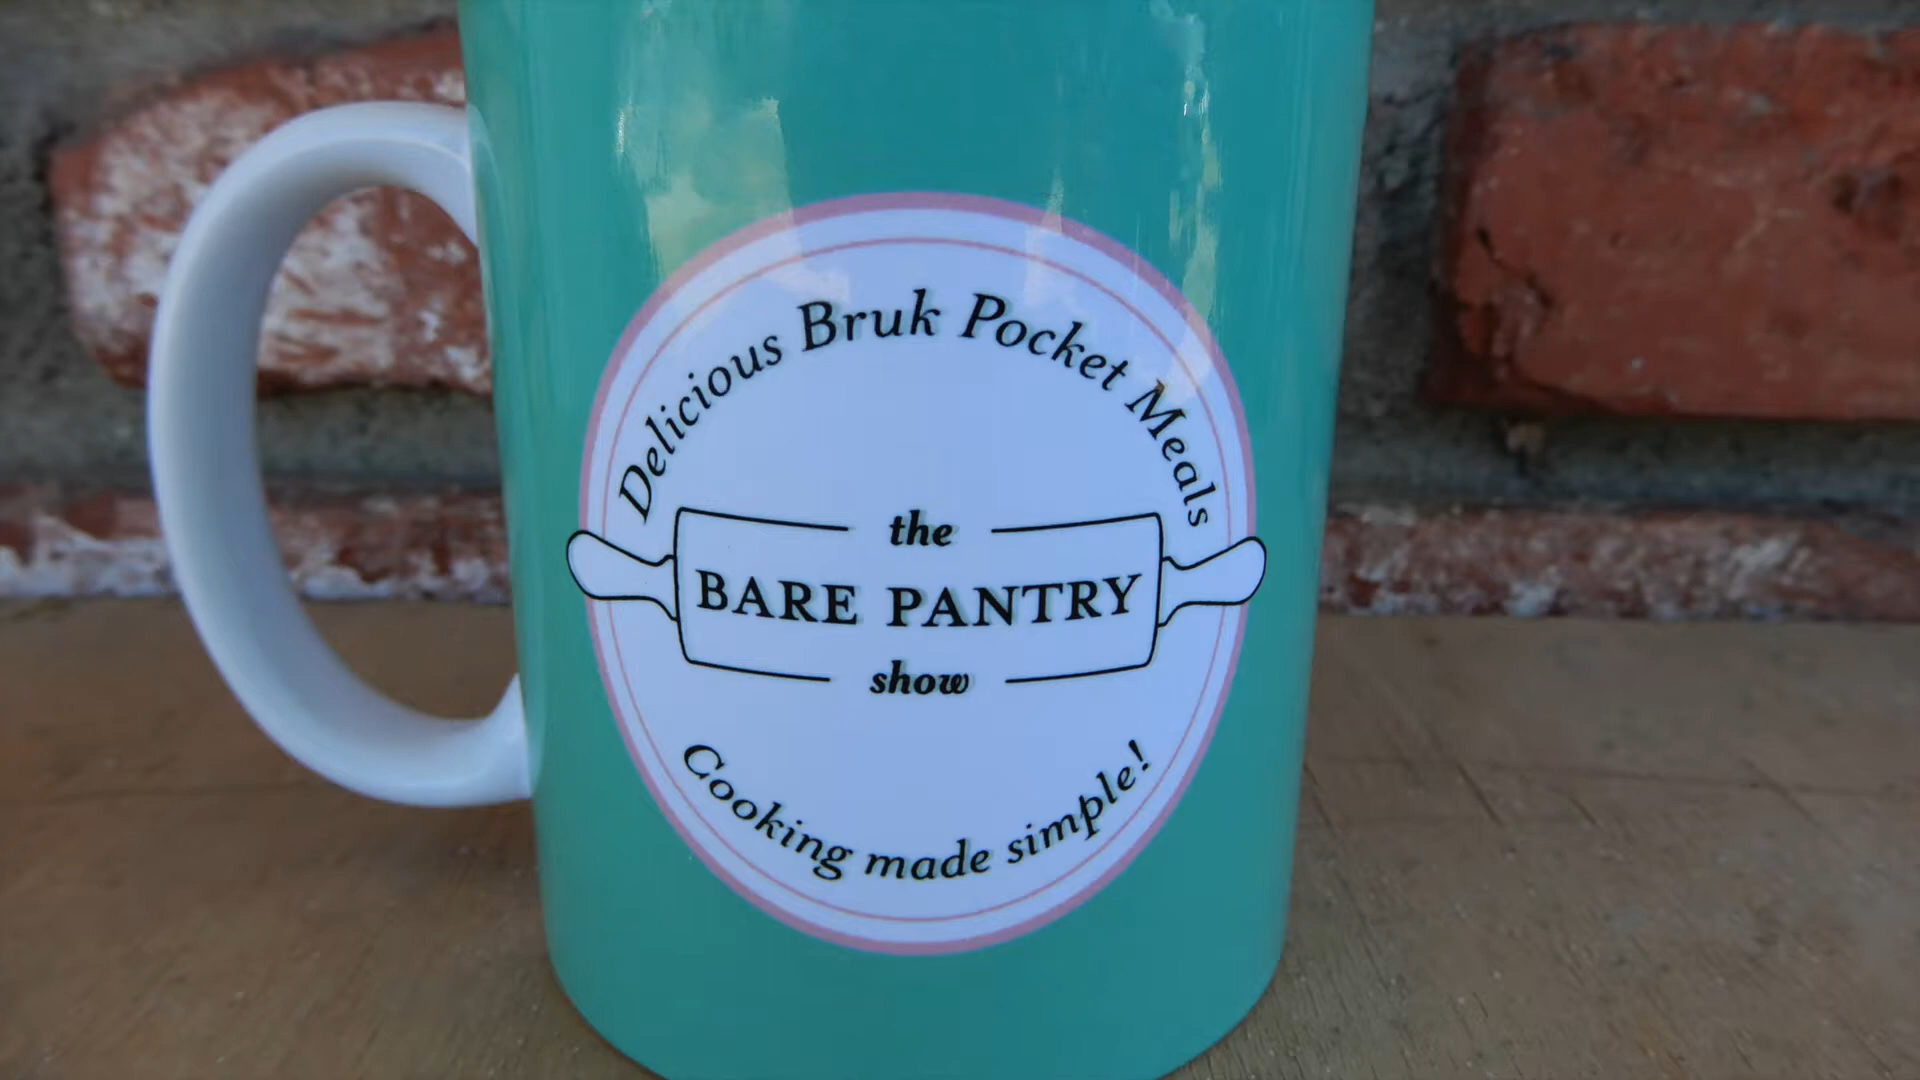 Delicious Bruk Pocket Meals
the
BARE PANTRY
show
Cooking made simple!